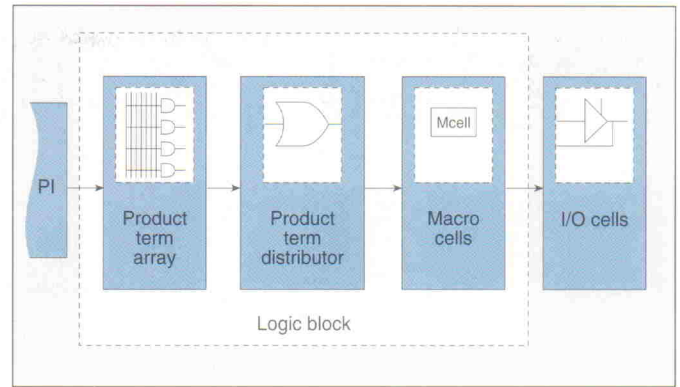 PI
Product
term
array
Product
term
distributor
Mcell
Macro
cells
I/O cells
Logic block